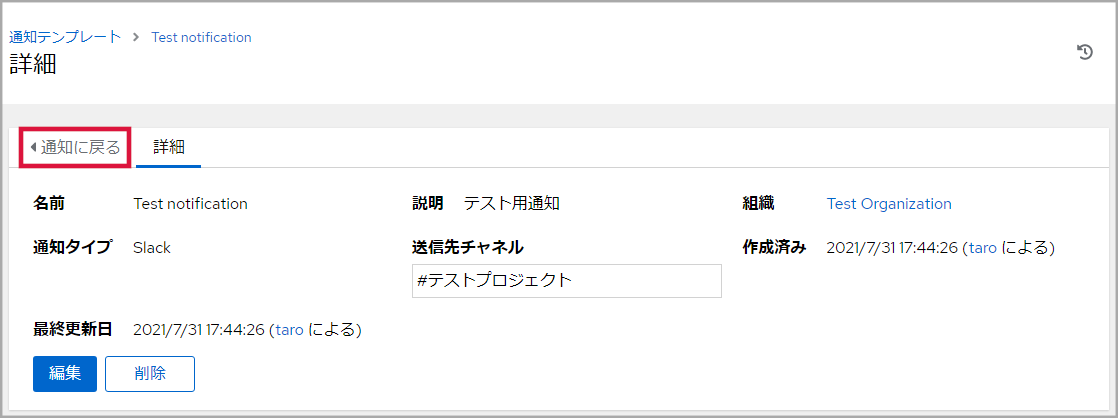 通知テンプレート > Test notification
詳細
通知に戻る 詳細
名前 Test notification 説明 テスト用通知 組織 Test Organization
通知タイプ Slack 送信先チャネル 作成済み 2021/7/31 17:44:26 (taro による)
#テストプロジェクト
最終更新日 2021/7/31 17:44:26 (taro による)
編集 削除